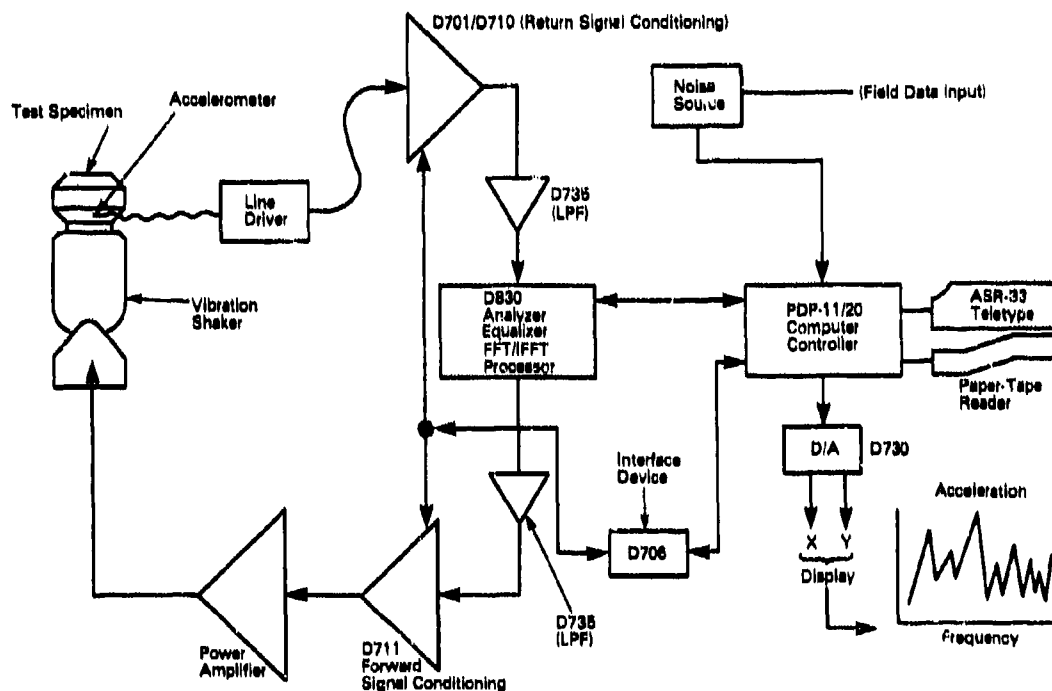 D701/D710 (Return Signal Conditioning)
Noise
Source
(Field Data Input)
Accelerometer
Test Specimen
Line
Driver
D735
(LPF)
Vibration
Shaker
D830
Analyzer
Equalizer
FFT/IFFT
Processor
PDP-11/20
Computer
Controller
ASR-33
Teletype
Paper-Tape
Reader
D/A
D730
Interface
Device
D706
X Y
Display
Acceleration
Frequency
D735
(LPF)
Power
Amplifier
D711
Forward
Signal Conditioning